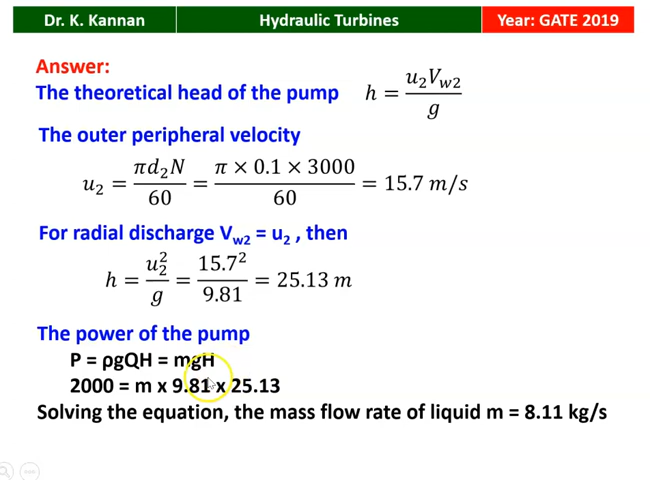 Dr. K. Kannan Hydraulic Turbines Year: GATE 2019
Answer:
The theoretical head of the pump h = u₂V_w2 / g
The outer peripheral velocity
u₂ = πd₂N / 60 = π × 0.1 × 3000 / 60 = 15.7 m/s
For radial discharge V_w2 = u₂ , then
h = u₂² / g = 15.7² / 9.81 = 25.13 m
The power of the pump
P = ρgQH = mgH
2000 = m x 9.81 x 25.13
Solving the equation, the mass flow rate of liquid m = 8.11 kg/s